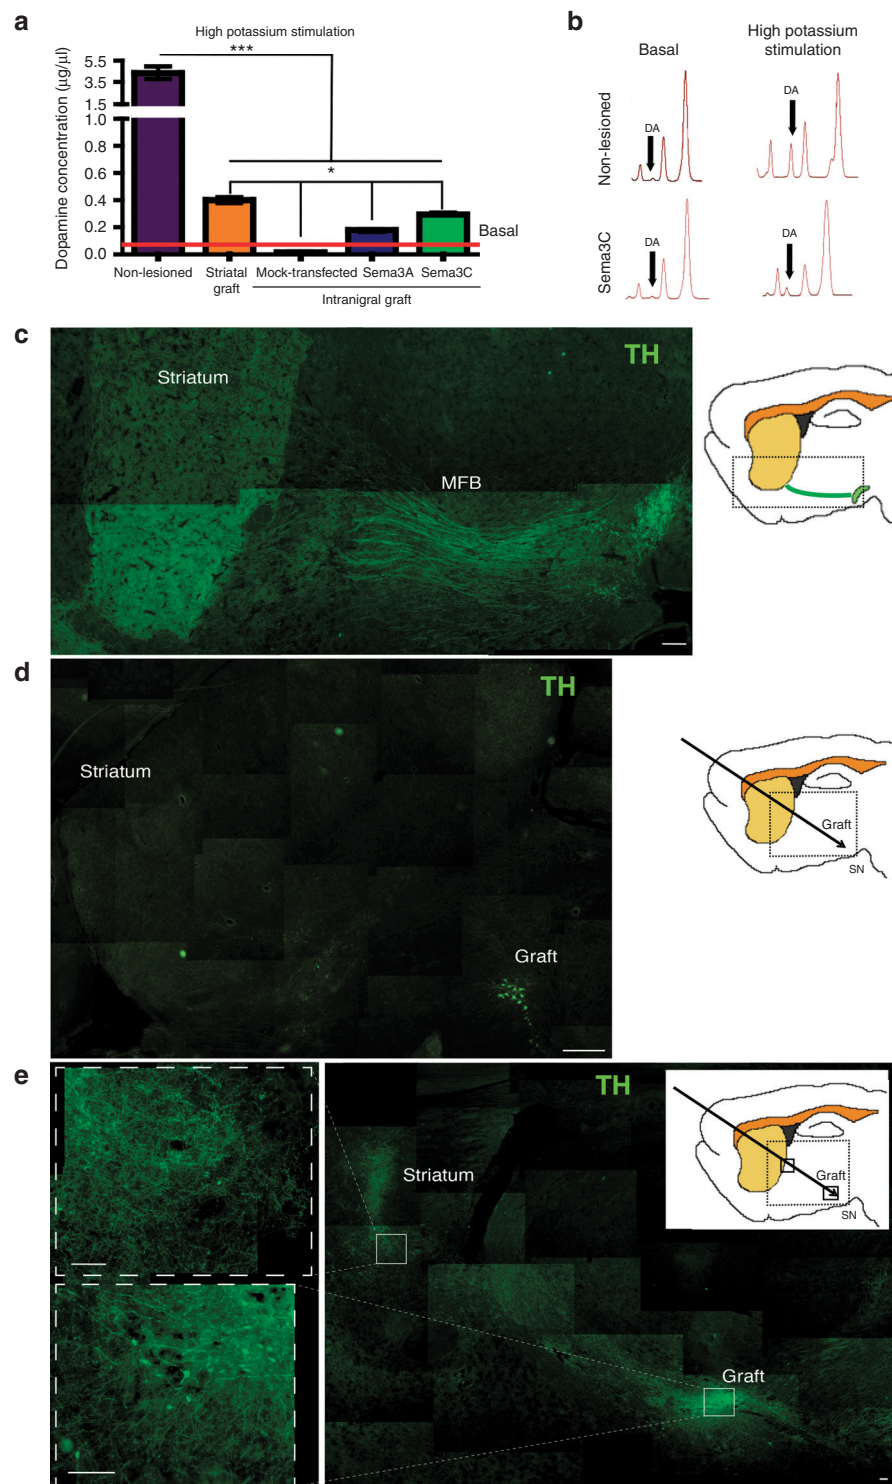 a
High potassium stimulation
***
Dopamine concentration (µg/µl)
5.5
3.5
1.5
1.0
0.8
0.6
0.4
0.2
0.0
*
Basal
Non-lesioned
Striatal
graft
Mock-transfected
Sema3A
Sema3C
Intranigral graft
b
Basal
High potassium
stimulation
Non-lesioned
DA
DA
Sema3C
DA
DA
c
Striatum
TH
MFB
d
TH
Striatum
Graft
Graft
SN
e
TH
Striatum
Graft
Graft
SN